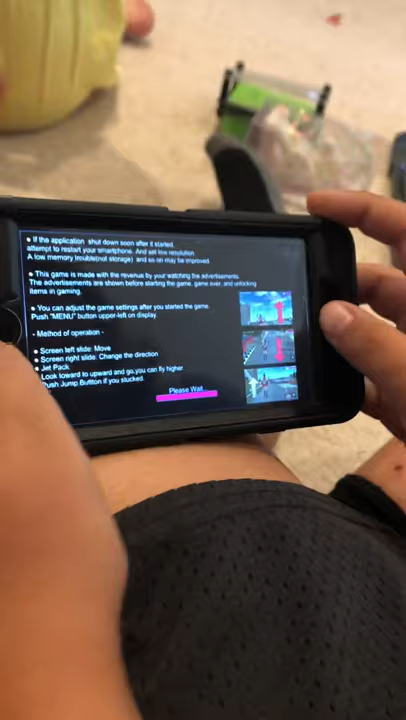 ● If the application shut down soon after it started.
attempt to restart your smartphone. And set low resolution
A low memory trouble(not storage) and so on may be improved.
● This game is made with the revenue by your watching the advertisements.
The advertisements are shown before starting the game, game over, and unlocking
items in gaming.
● You can adjust the game settings after you started the game.
Push "MENU" button upper-left on display.
- Method of operation -
● Screen left slide: Move
● Screen right slide: Change the direction
● Jet Pack
Look toward to upward and go,you can fly higher
Push Jump Button if you stucked.
Please Wait...